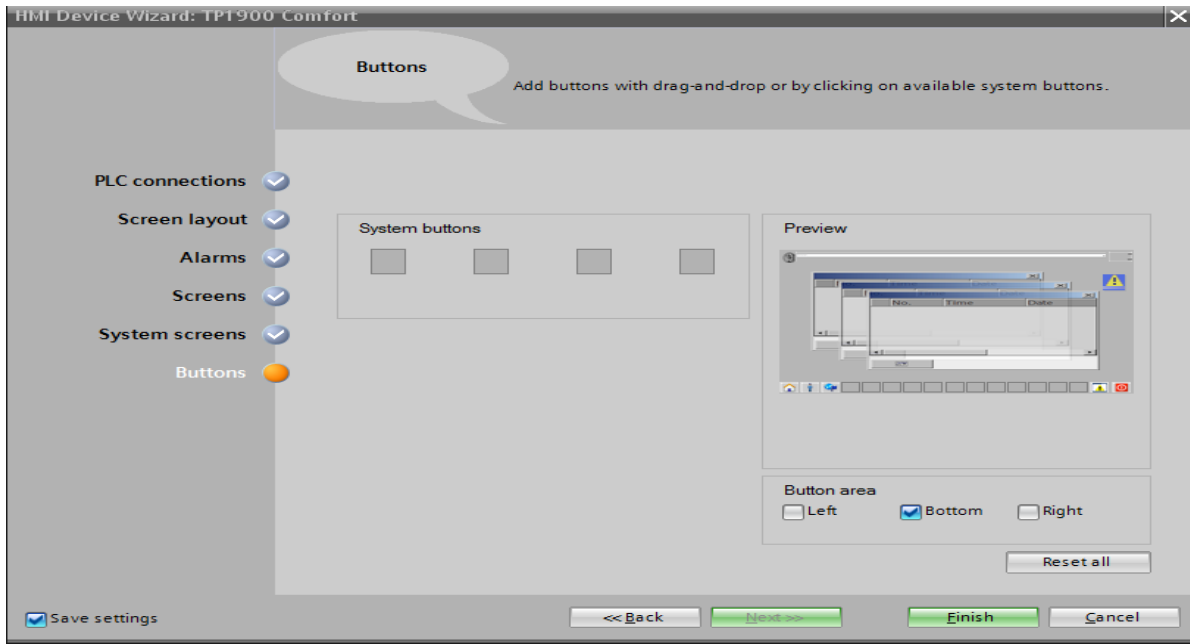 HMI Device Wizard: TP1900 Comfort
Buttons
Add buttons with drag-and-drop or by clicking on available system buttons.
PLC connections
Screen layout
Alarms
Screens
System screens
Buttons
System buttons
Preview
No. Time Date
Button area
Left Bottom Right
Reset all
Save settings
<< Back Next >> Finish Cancel